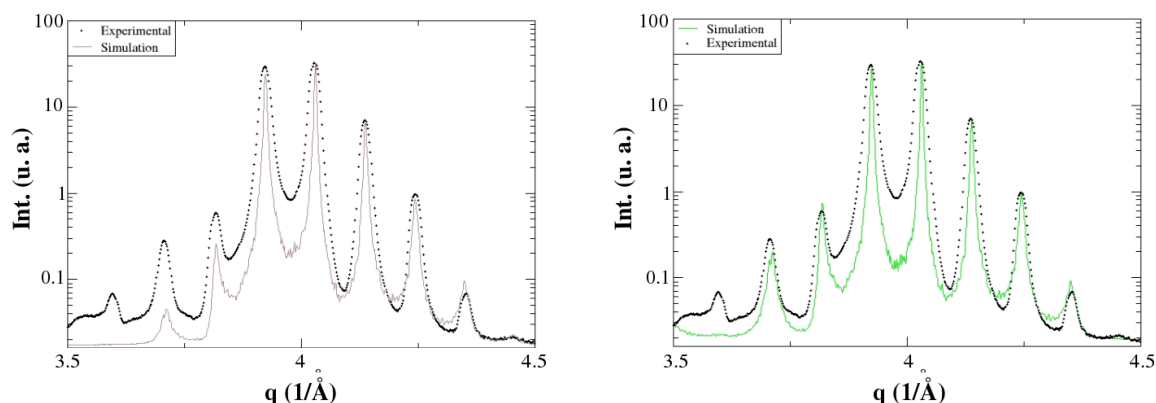 100
10
1
0.1
Int. (u. a.)
Experimental
Simulation
3.5
4
4.5
q (1/Å)
100
10
1
0.1
Int. (u. a.)
Simulation
Experimental
3.5
4
4.5
q (1/Å)